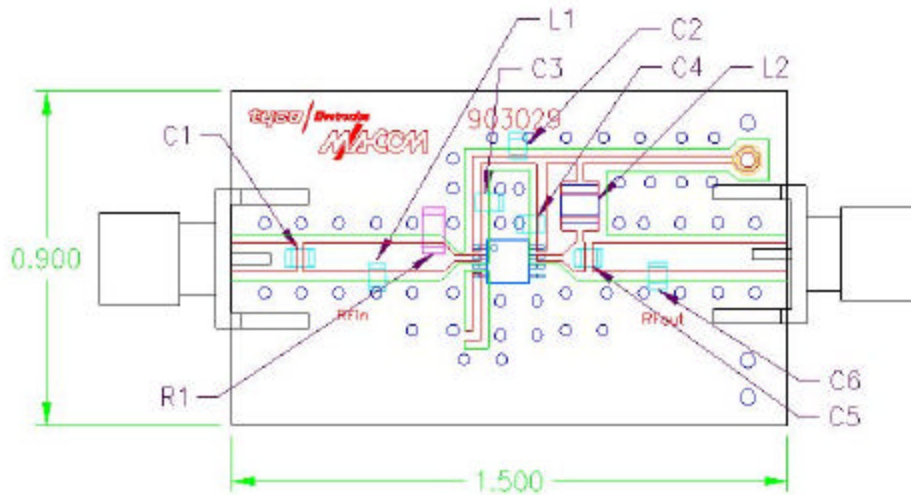 L1
C2
C3
C4
L2
tyco / Electronics
M/A-COM
903029
C1
0.900
RFin
RFout
R1
C6
C5
1.500